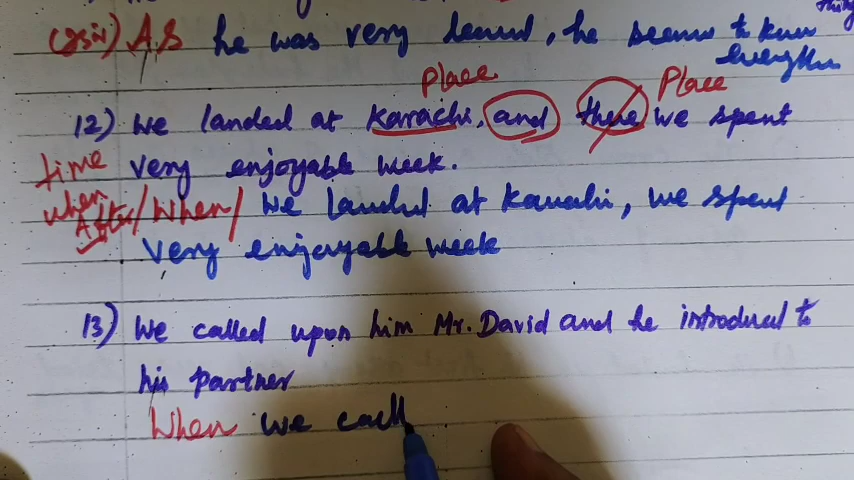 thing
(xiii) As he was very learned, he seems to know
everything
Place Place
12) We landed at Karachi, and there we spent
time very enjoyable week.
when After/When/ We landed at Karachi, we spent
very enjoyable week
13) We called upon him Mr. David and he introduced to
his partner
When we call